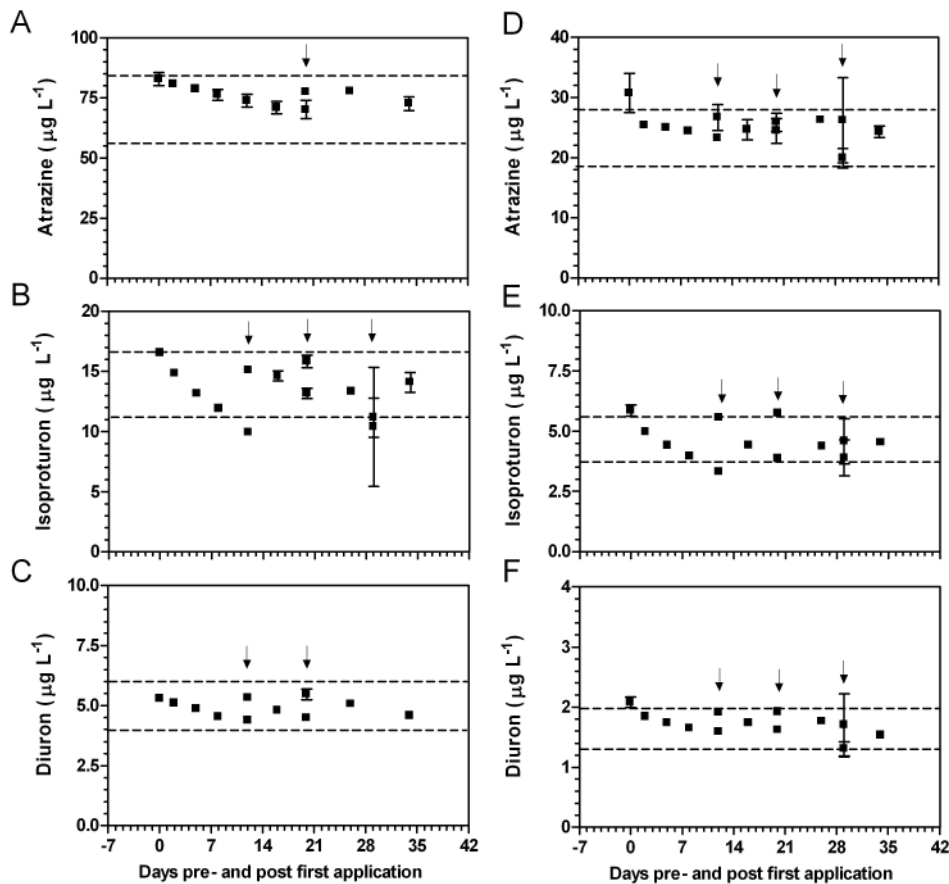 A
Atrazine ( μg L⁻¹)
100
75
50
25
0
D
Atrazine ( μg L⁻¹)
40
30
20
10
0
B
Isoproturon ( μg L⁻¹)
20
15
10
5
0
E
Isoproturon ( μg L⁻¹)
10.0
7.5
5.0
2.5
0
C
Diuron ( μg L⁻¹)
10.0
7.5
5.0
2.5
0.0
-7 0 7 14 21 28 35 42
Days pre- and post first application
F
Diuron ( μg L⁻¹)
4
3
2
1
0
-7 0 7 14 21 28 35 42
Days pre- and post first application